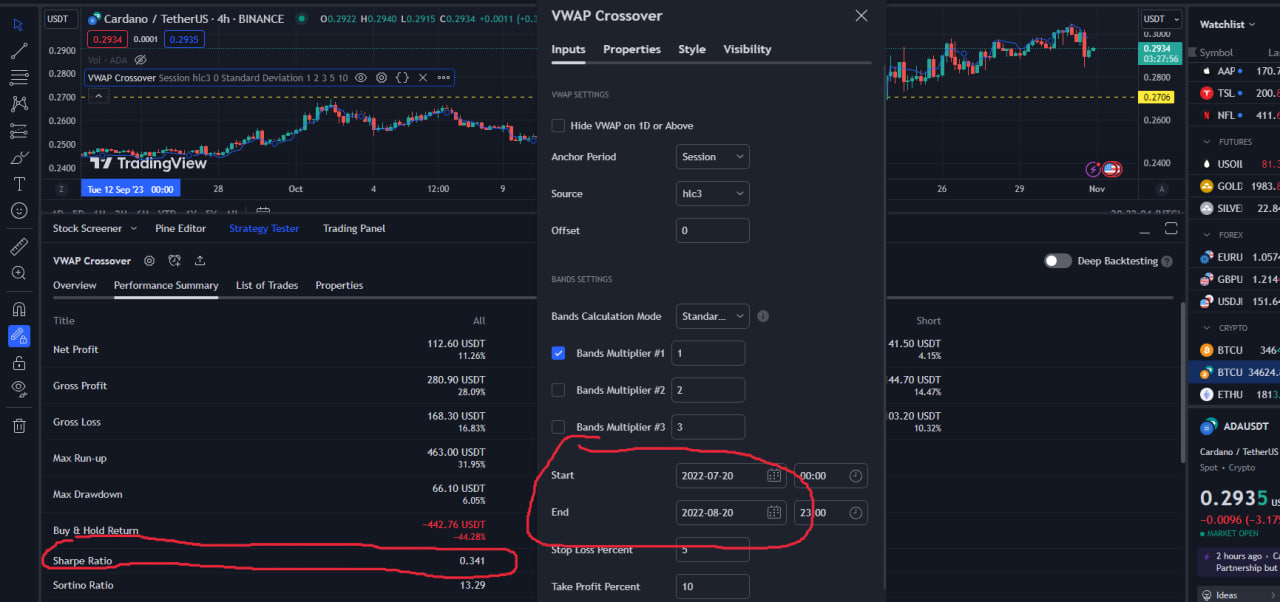 USDT
Cardano / TetherUS · 4h · BINANCE
O0.2922 H0.2940 L0.2915 C0.2934 +0.0011 (+0.3
0.2934
0.0001
0.2935
Vol · ADA
VWAP Crossover Session hlc3 0 Standard Deviation 1 2 3 5 10
0.2900
0.2800
0.2700
0.2600
0.2500
0.2400
TradingView
Z
Tue 12 Sep '23 00:00
28
Oct
4
12:00
9
Stock Screener
Pine Editor
Strategy Tester
Trading Panel
VWAP Crossover
Overview
Performance Summary
List of Trades
Properties
Title
All
Net Profit
112.60 USDT
11.26%
Gross Profit
280.90 USDT
28.09%
Gross Loss
168.30 USDT
16.83%
Max Run-up
463.00 USDT
31.95%
Max Drawdown
66.10 USDT
6.05%
Buy & Hold Return
−442.76 USDT
−44.28%
Sharpe Ratio
0.341
Sortino Ratio
13.29
VWAP Crossover
Inputs
Properties
Style
Visibility
VWAP SETTINGS
Hide VWAP on 1D or Above
Anchor Period
Session
Source
hlc3
Offset
0
BANDS SETTINGS
Bands Calculation Mode
Standar...
Bands Multiplier #1
1
Bands Multiplier #2
2
Bands Multiplier #3
3
Start
2022-07-20
00:00
End
2022-08-20
23:00
Stop Loss Percent
5
Take Profit Percent
10
USDT
0.3000
0.2934
03:27:56
0.2800
0.2706
0.2600
0.2400
26
29
Nov
A
Deep Backtesting
Short
41.50 USDT
4.15%
44.70 USDT
14.47%
03.20 USDT
10.32%
Watchlist
Symbol
La
AAP
170.7
TSL
200.8
NFL
411.6
FUTURES
USOIL
81.3
GOLD
1983.
SILVE
22.84
FOREX
EURU
1.0574
GBPU
1.214
USDJI
151.64
CRYPTO
BTCU
3464
BTCU
34624.
ETHU
1813
ADAUSDT
Cardano / TetherUS
Spot • Crypto
0.2935 US
−0.0096 (−3.17%
MARKET OPEN
2 hours ago • Ca
Partnership but
Ideas